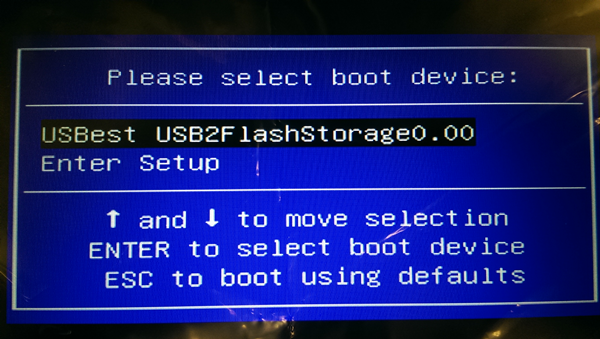 Please select boot device:
USBest USB2FlashStorage0.00
Enter Setup
↑ and ↓ to move selection
ENTER to select boot device
ESC to boot using defaults